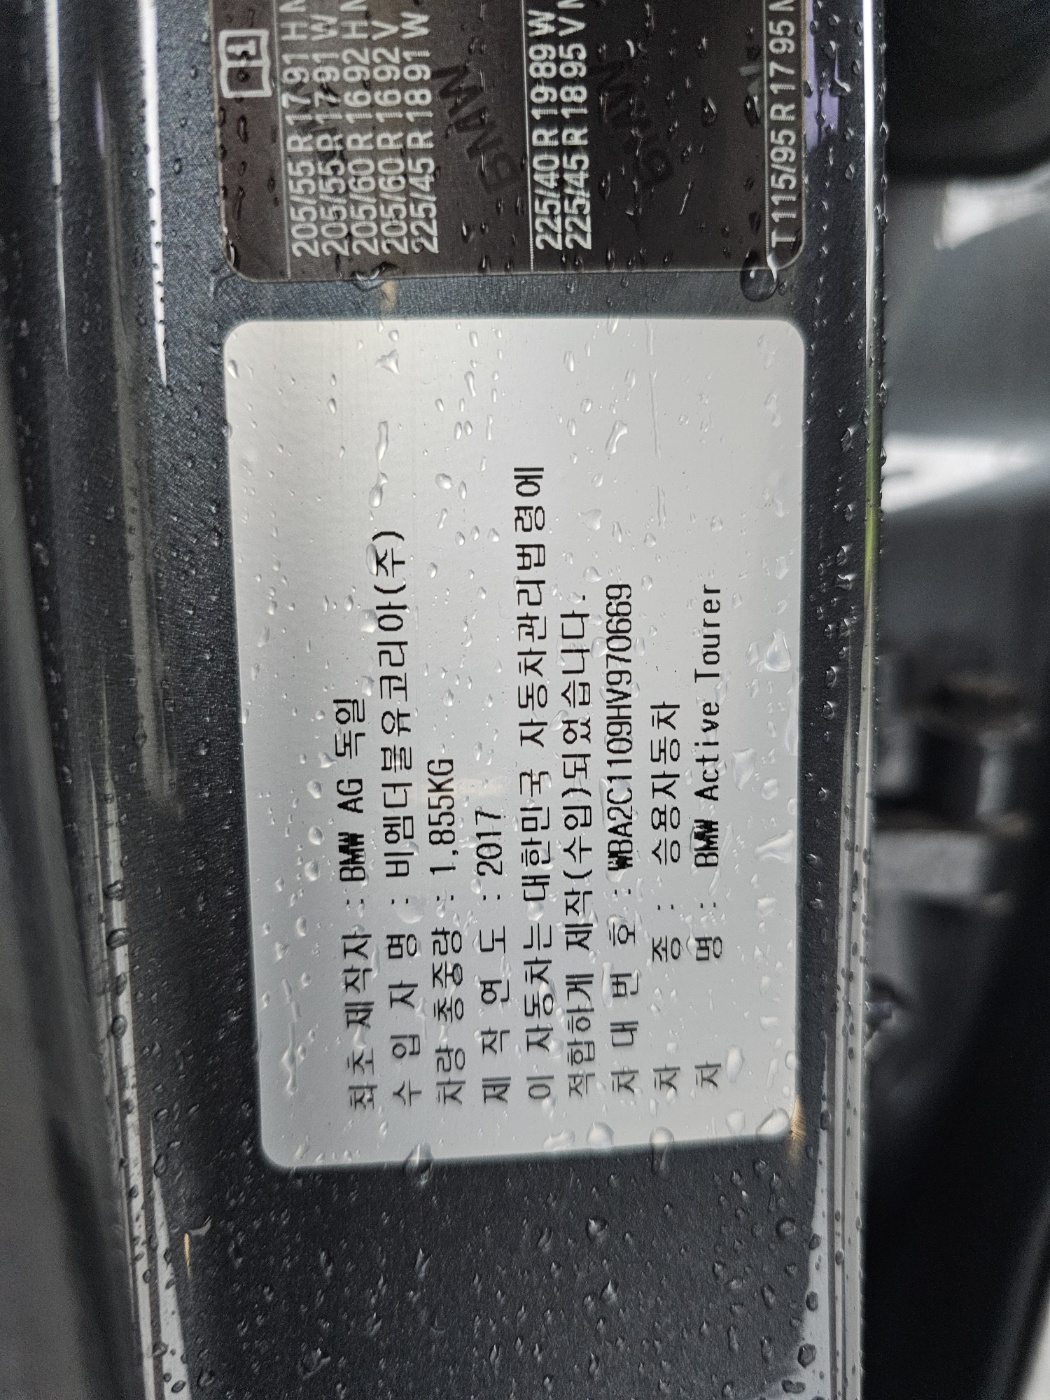 최초 제작자 : BMW AG 독일
수 입 자 명 : 비엠더블유코리아(주)
차량 총중량 : 1,855KG
제 작 연 도 : 2017
이 자동차는 대한민국 자동차관리법령에
적합하게 제작(수입)되었습니다.
차 대 번 호 : WBA2C1109HV970669
차 종 : 승용자동차
차 명 : BMW Active Tourer
205/55 R 17 91 H
205/55 R 17 91 W
205/60 R 16 92 H
205/60 R 16 92 V
225/45 R 18 91 W
225/40 R 19 89 W
225/45 R 18 95 V
T 115/95 R 17 95
BMW
BMW